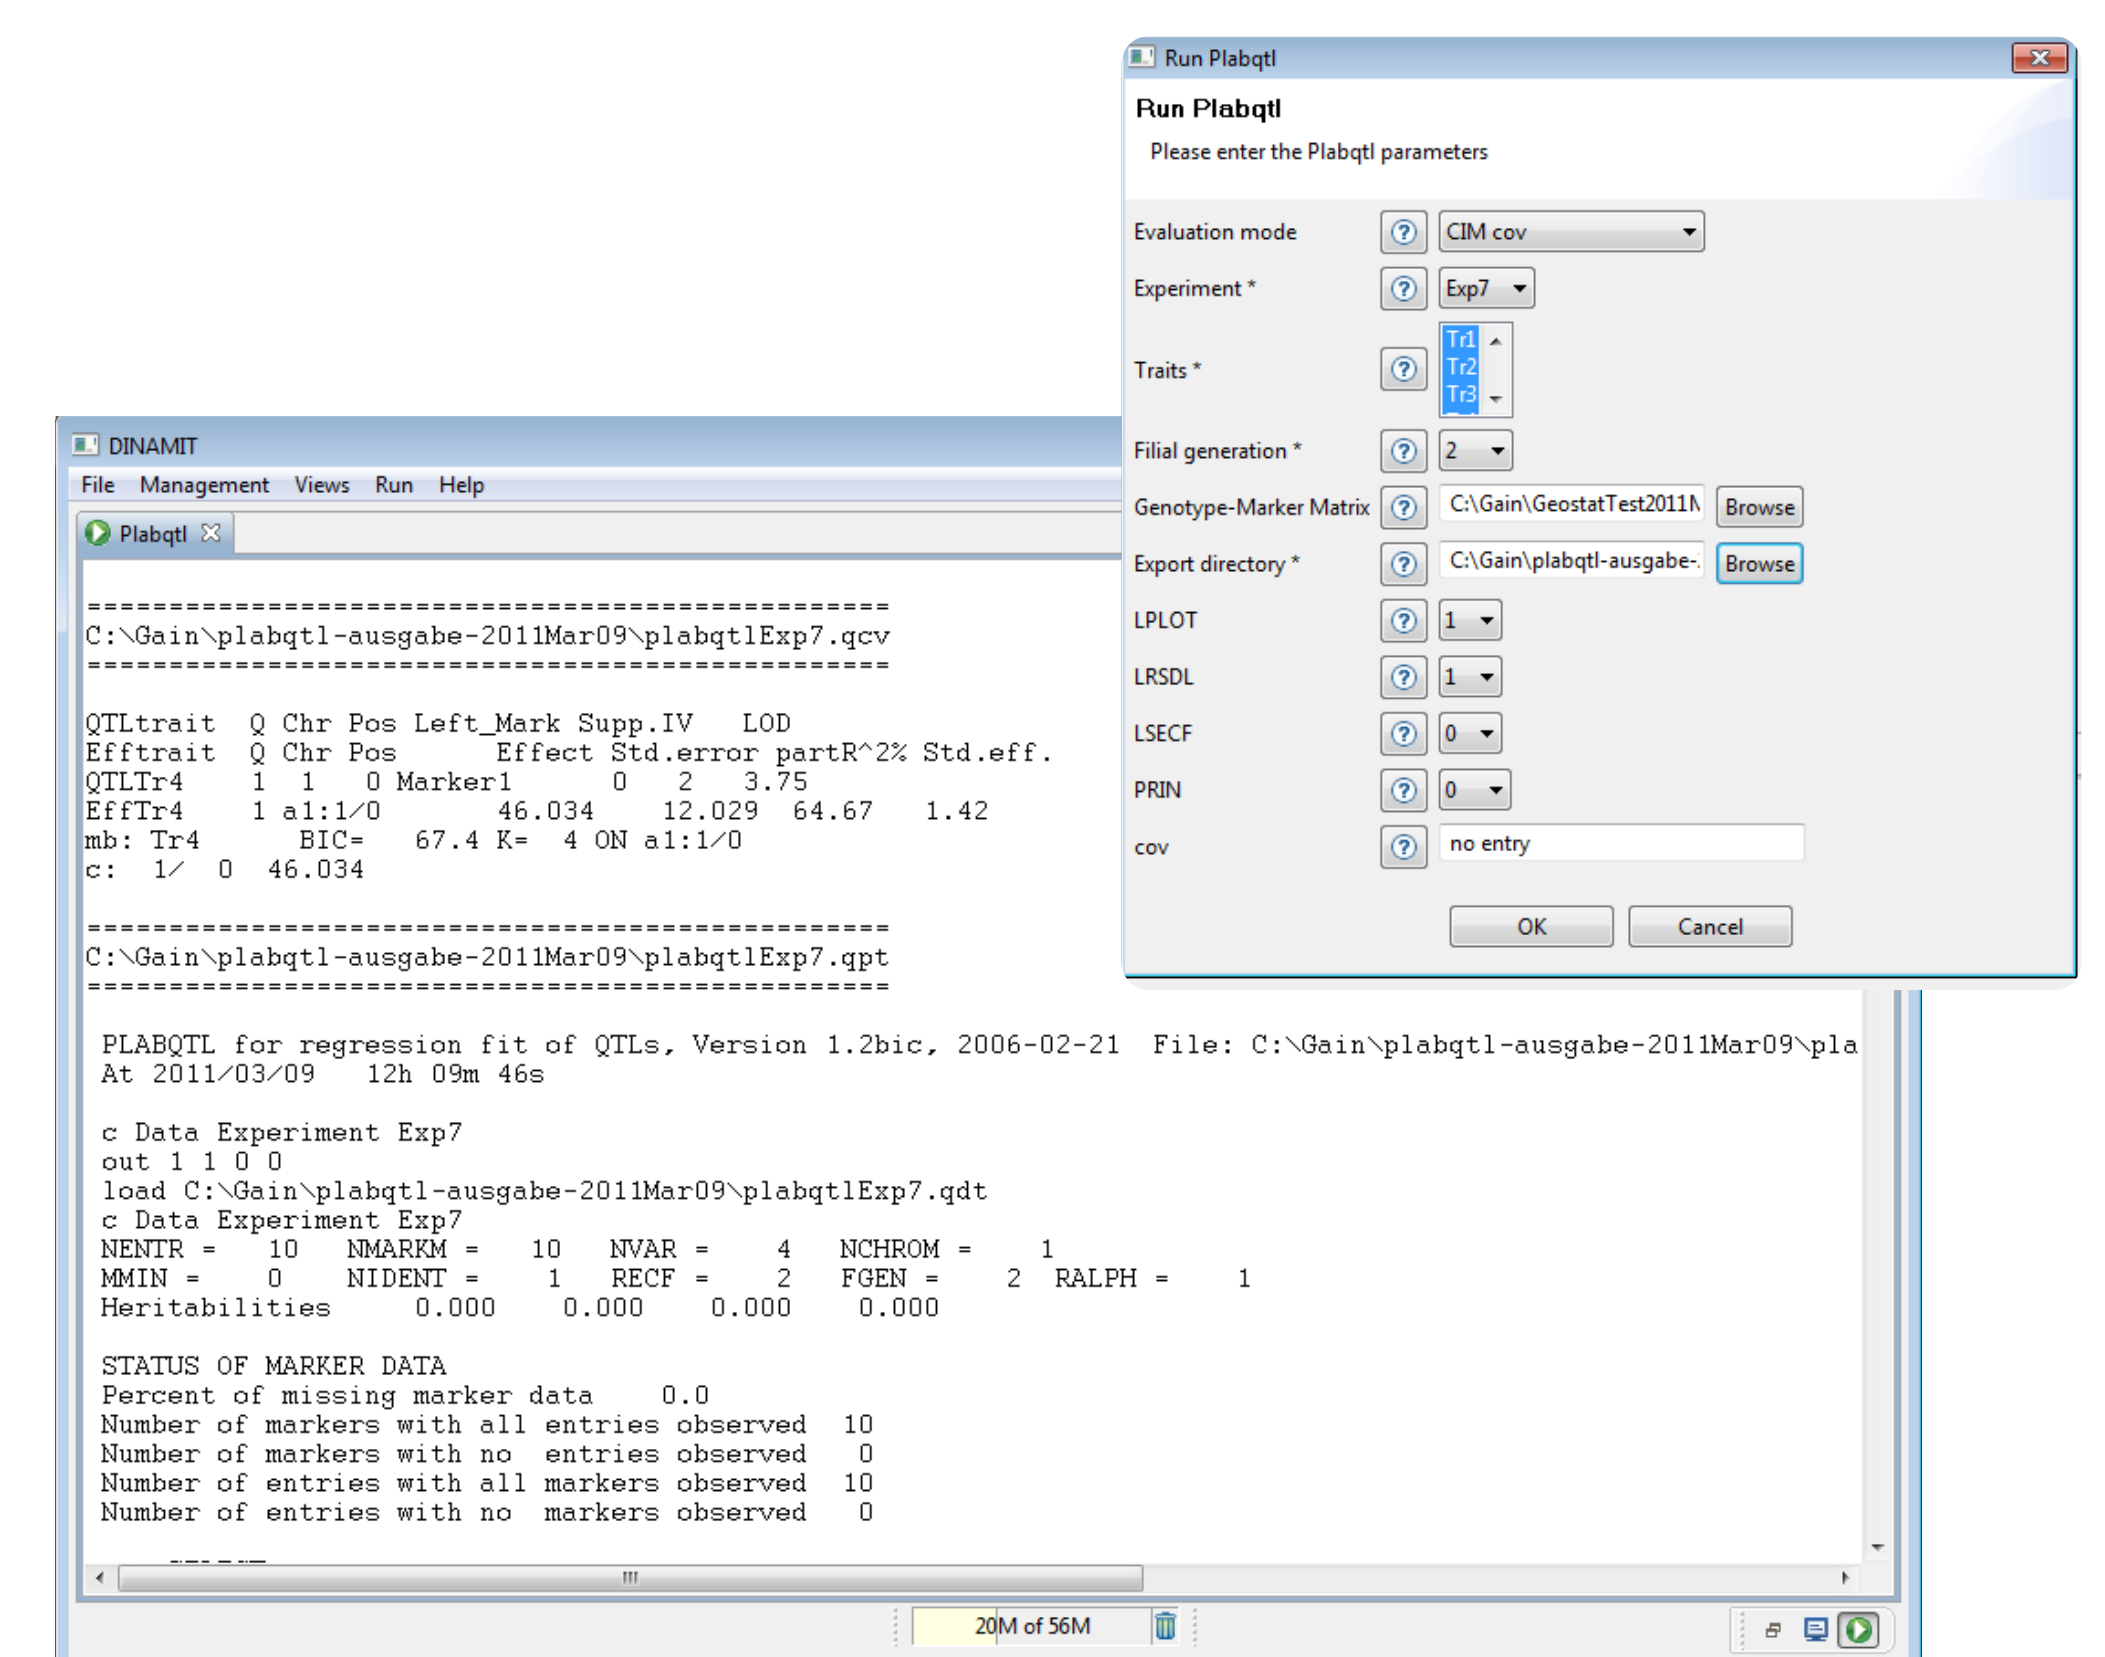 Run Plabqtl
Run Plabqtl
Please enter the Plabqtl parameters
Evaluation mode ? CIM cov
Experiment * ? Exp7
Traits * ? Tr1
Tr2
Tr3
Filial generation * ? 2
Genotype-Marker Matrix ? C:\Gain\GeostatTest2011M Browse
Export directory * ? C:\Gain\plabqtl-ausgabe-. Browse
LPLOT ? 1
LRSDL ? 1
LSECF ? 0
PRIN ? 0
cov ? no entry
OK Cancel
DINAMIT
File Management Views Run Help
Plabqtl
=================================================
C:\Gain\plabqtl-ausgabe-2011Mar09\plabqtlExp7.qcv
=================================================
QTLtrait  Q Chr Pos Left_Mark Supp.IV   LOD
Efftrait  Q Chr Pos      Effect Std.error partR^2% Std.eff.
QTLTr4    1  1   0 Marker1      0   2   3.75
EffTr4    1 a1:1/0       46.034    12.029  64.67   1.42
mb: Tr4      BIC=   67.4 K=  4 ON a1:1/0
c:  1/  0  46.034
=================================================
C:\Gain\plabqtl-ausgabe-2011Mar09\plabqtlExp7.qpt
=================================================
PLABQTL for regression fit of QTLs, Version 1.2bic, 2006-02-21  File: C:\Gain\plabqtl-ausgabe-2011Mar09\pla
At 2011/03/09   12h 09m 46s
c Data Experiment Exp7
out 1 1 0 0
load C:\Gain\plabqtl-ausgabe-2011Mar09\plabqtlExp7.qdt
c Data Experiment Exp7
NENTR =   10   NMARKM =   10   NVAR =    4   NCHROM =    1
MMIN =    0    NIDENT =    1   RECF =    2   FGEN =      2  RALPH =    1
Heritabilities     0.000    0.000    0.000    0.000
STATUS OF MARKER DATA
Percent of missing marker data    0.0
Number of markers with all entries observed  10
Number of markers with no  entries observed   0
Number of entries with all markers observed  10
Number of entries with no  markers observed   0
20M of 56M